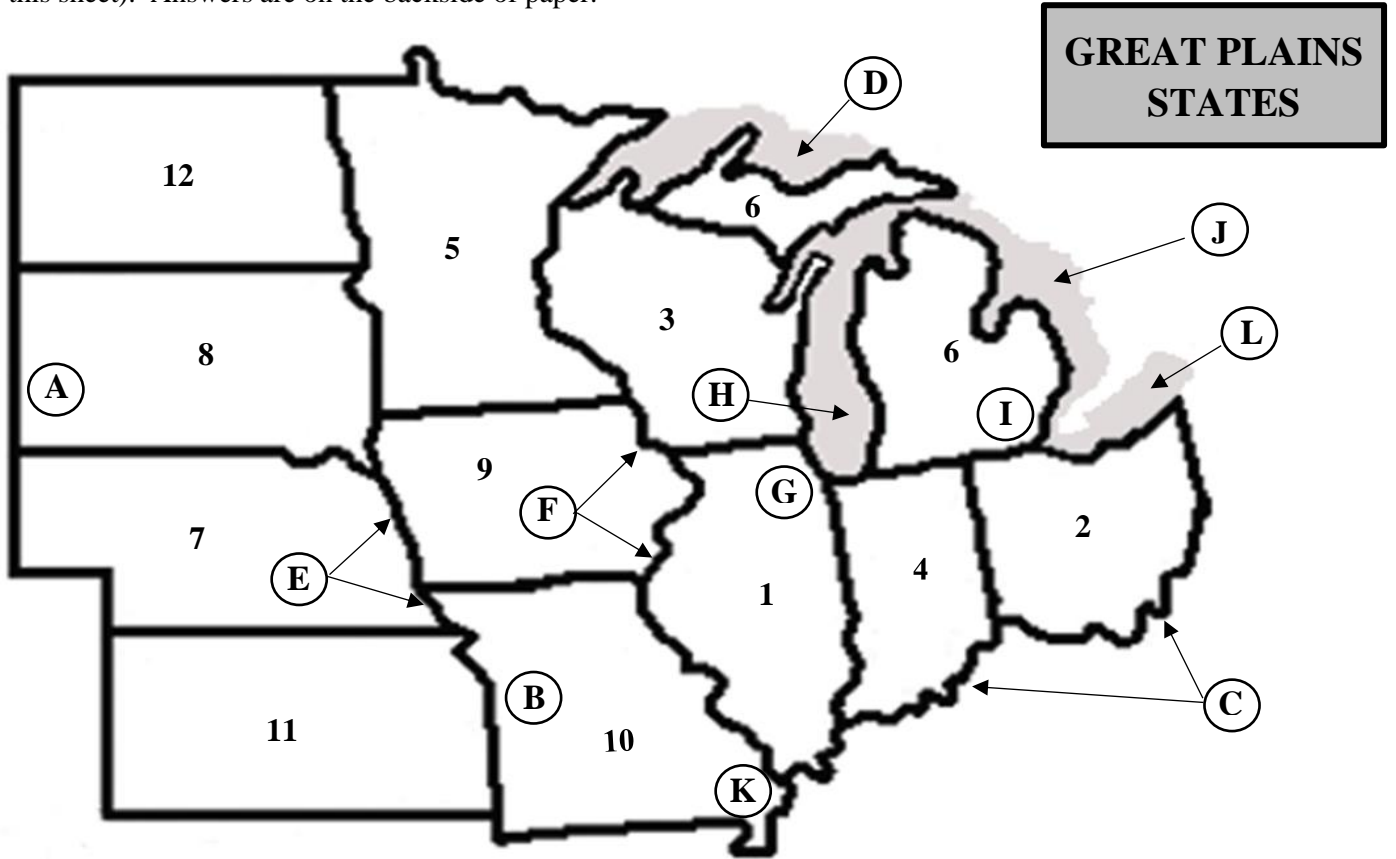 this sheet). Answers are on the backside of paper.
GREAT PLAINS
STATES
D
12
6
J
5
3
L
8
6
A
H
I
9
G
F
2
7
4
E
1
B
C
11
10
K